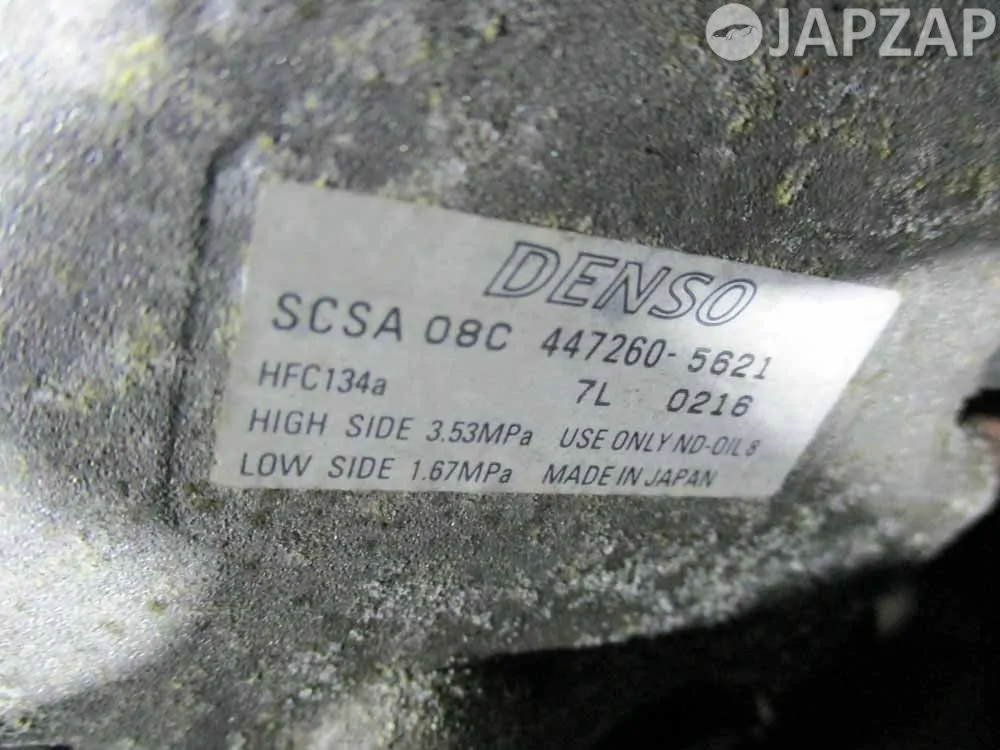 JAPZAP
DENSO
SCSA 08C 447260-5621
HFC134a 7L 0216
HIGH SIDE 3.53MPa USE ONLY ND-OIL 8
LOW SIDE 1.67MPa MADE IN JAPAN